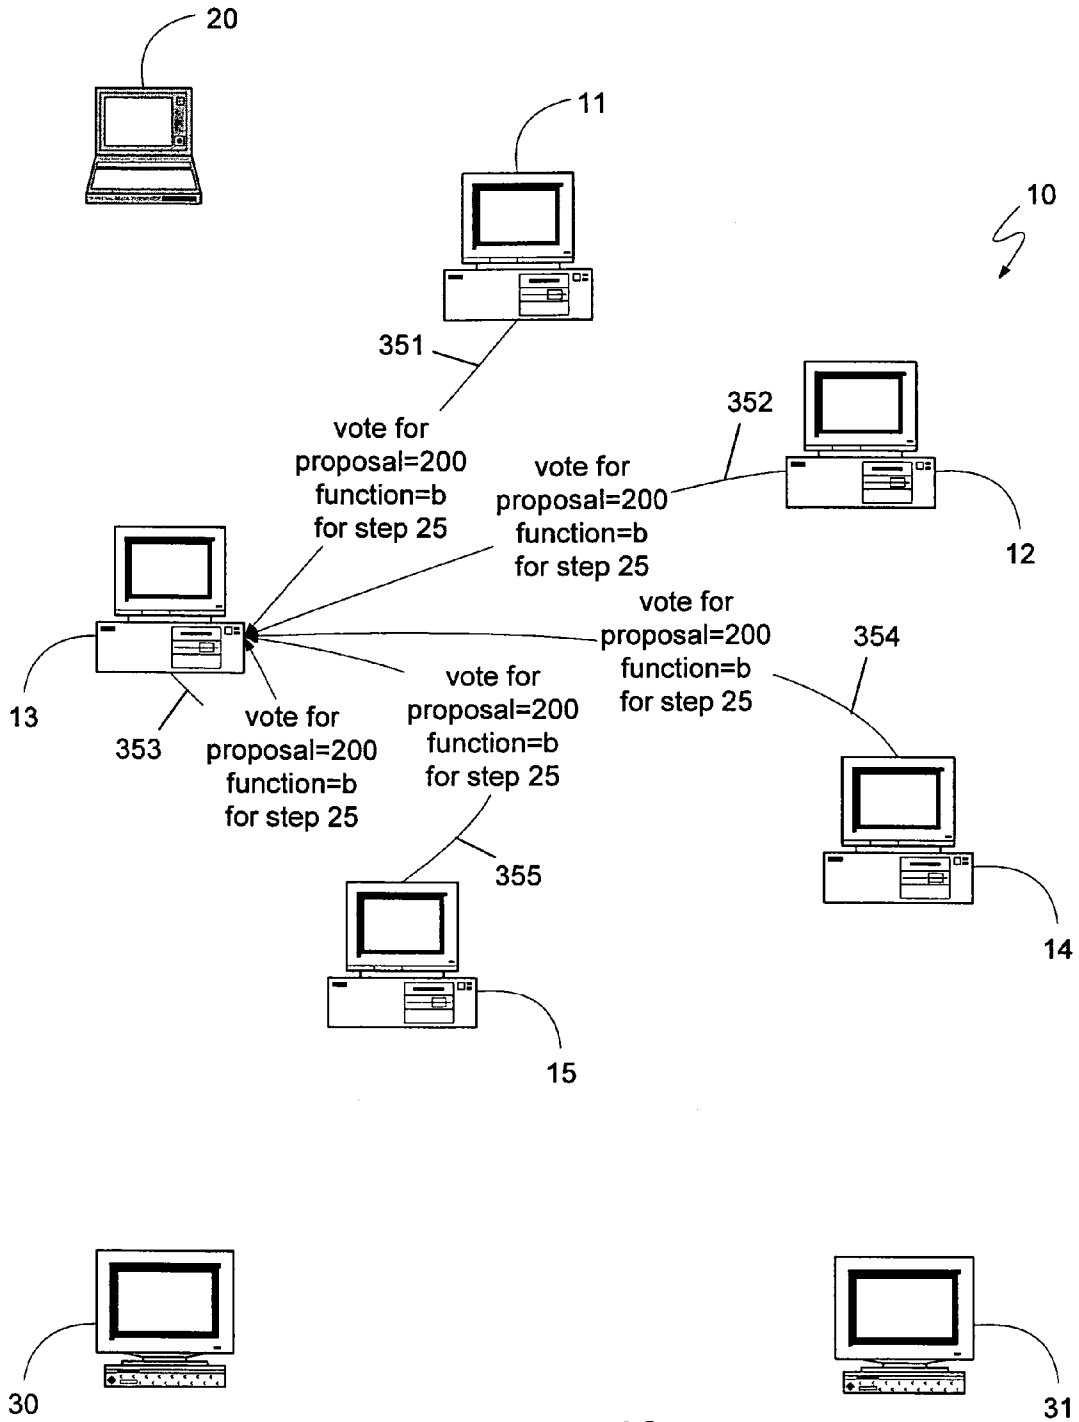 20
11
10
351
vote for
proposal=200
function=b
for step 25
352
vote for
proposal=200
function=b
for step 25
12
vote for
proposal=200
function=b
for step 25
354
13
353
vote for
proposal=200
function=b
for step 25
vote for
proposal=200
function=b
for step 25
355
14
15
30
31